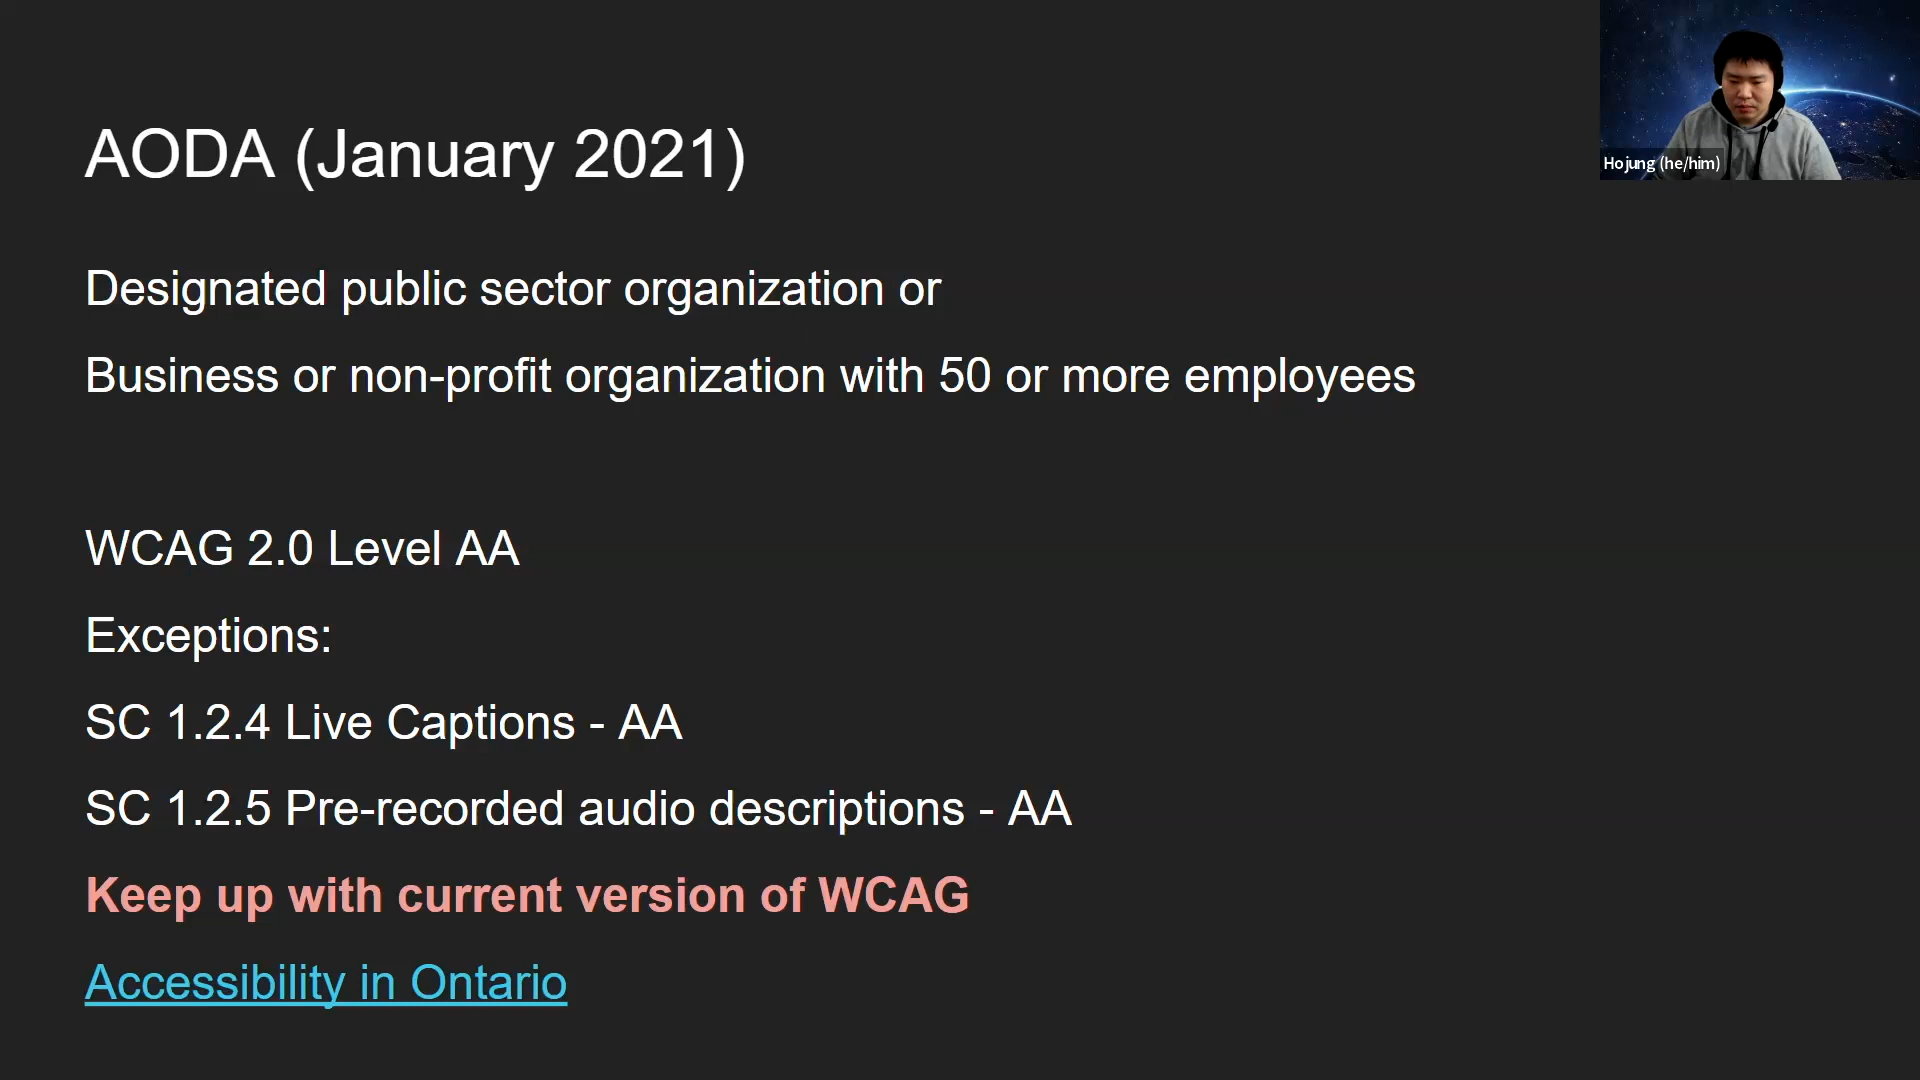 AODA (January 2021)
Designated public sector organization or
Business or non-profit organization with 50 or more employees
WCAG 2.0 Level AA
Exceptions:
SC 1.2.4 Live Captions - AA
SC 1.2.5 Pre-recorded audio descriptions - AA
Keep up with current version of WCAG
Accessibility in Ontario
Hojung (he/him)